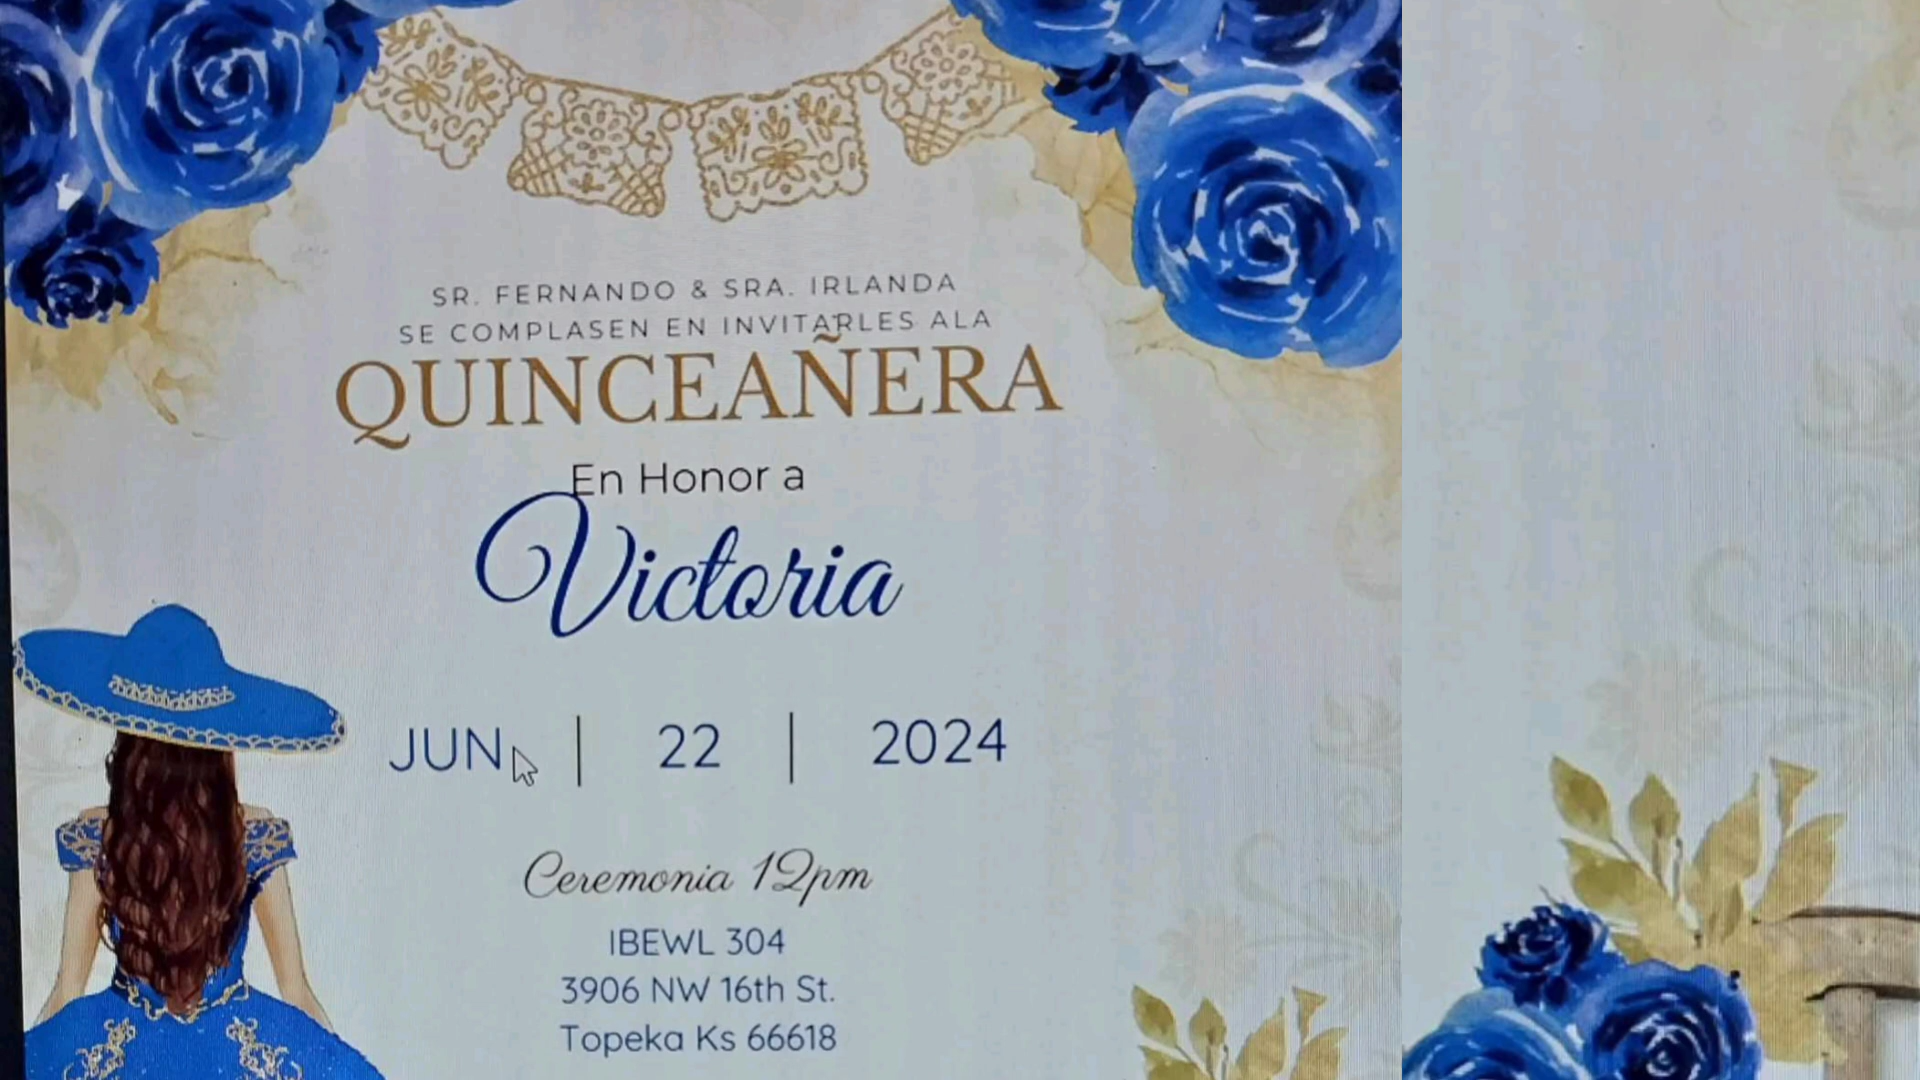 SR. FERNANDO & SRA. IRLANDA
SE COMPLASEN EN INVITARLES ALA
QUINCEAÑERA
En Honor a
Victoria
JUN | 22 | 2024
Ceremonia 12pm
IBEWL 304
3906 NW 16th St.
Topeka Ks 66618